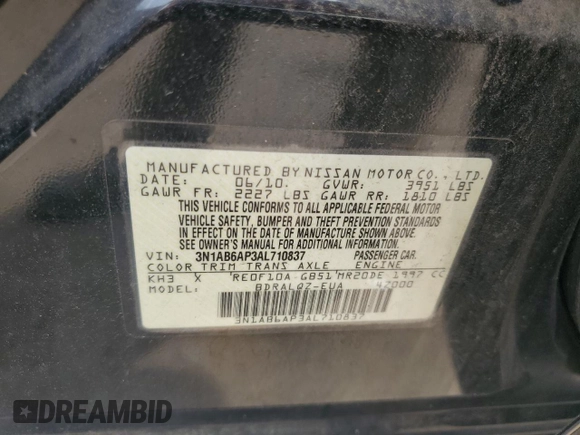 MANUFACTURED BY NISSAN MOTOR CO., LTD.
DATE: 06/10. GVWR: 3951 LBS
GAWR FR: 2227 LBS GAWR RR: 1810 LBS
THIS VEHICLE CONFORMS TO ALL APPLICABLE FEDERAL MOTOR
VEHICLE SAFETY, BUMPER AND THEFT PREVENTION STANDARDS
IN EFFECT ON THE DATE OF MANUFACTURE SHOWN ABOVE.
SEE OWNER'S MANUAL FOR ADDITIONAL INFORMATION.
VIN: 3N1AB6AP3AL710837 PASSENGER CAR.
COLOR TRIM TRANS AXLE ENGINE
KH3 X RE0F10A GB51 MR20DE 1997 CC
MODEL: BDRALQZ-EUA 47000
3N1AB6AP3AL710837
DREAMBID